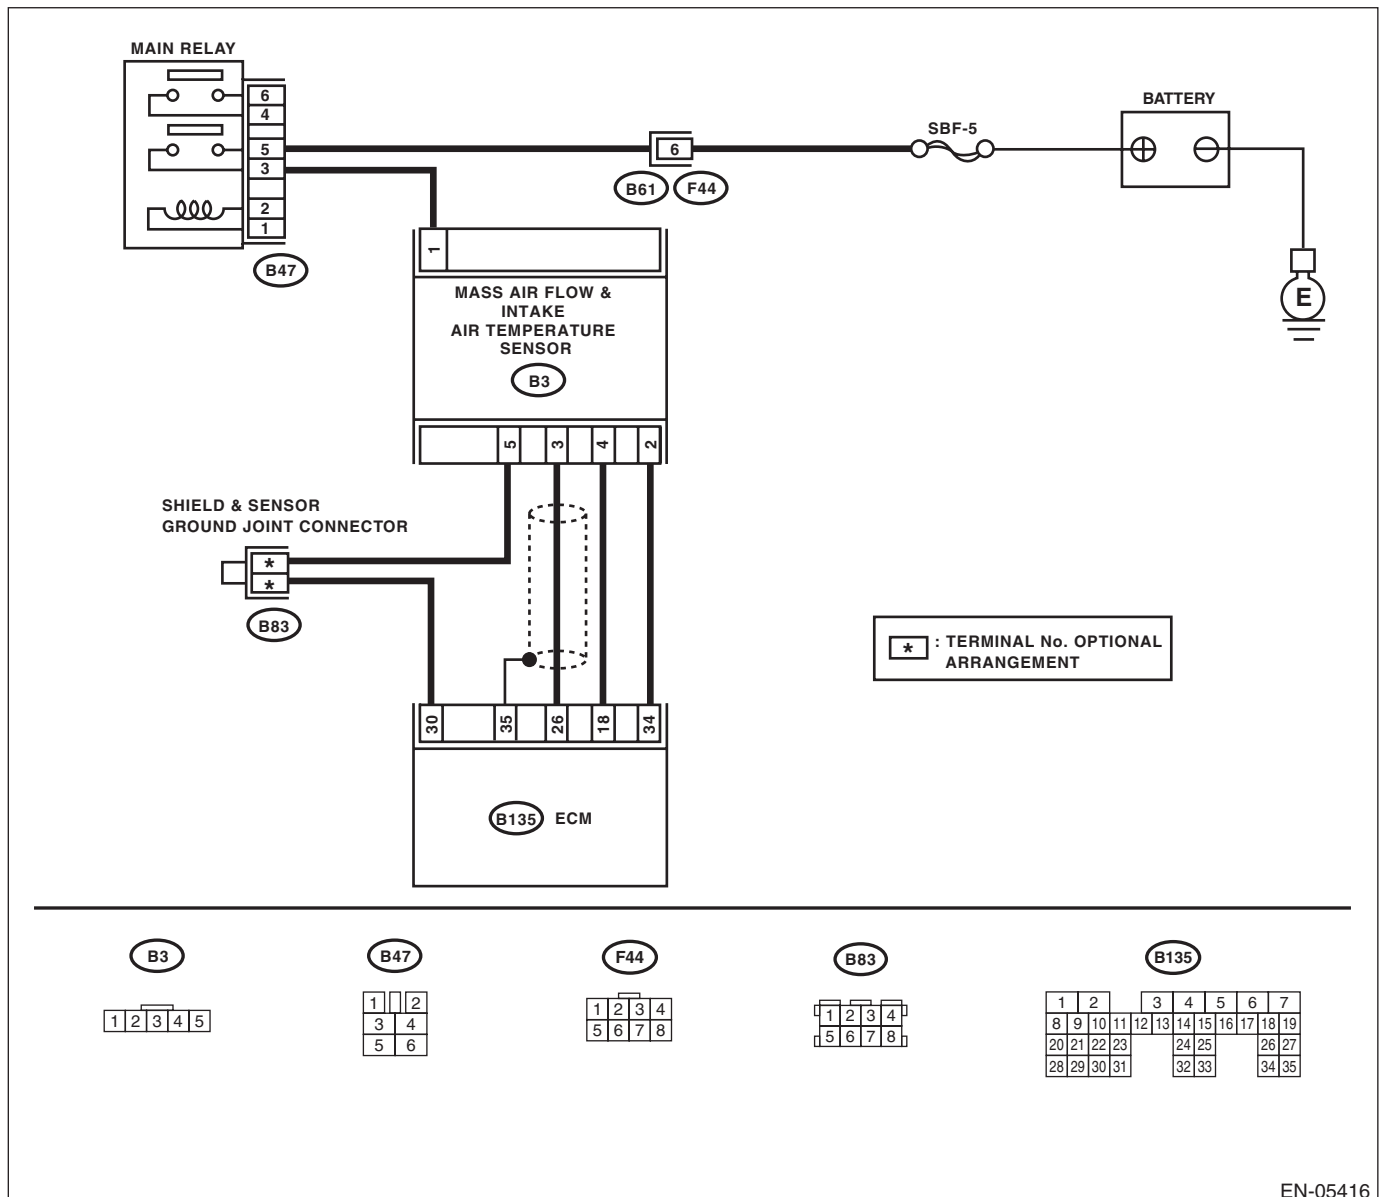 MAIN RELAY
6
4
5
3
2
1
B47
6
B61 F44
SBF-5
BATTERY
E
1
MASS AIR FLOW &
INTAKE
AIR TEMPERATURE
SENSOR
B3
5 3 4 2
SHIELD & SENSOR
GROUND JOINT CONNECTOR
*
*
B83
* : TERMINAL No. OPTIONAL
ARRANGEMENT
30 35 26 18 34
B135 ECM
B3
1 2 3 4 5
B47
1 2
3 4
5 6
F44
1 2 3 4
5 6 7 8
B83
1 2 3 4
5 6 7 8
B135
1 2 3 4 5 6 7
8 9 10 11 12 13 14 15 16 17 18 19
20 21 22 23 24 25 26 27
28 29 30 31 32 33 34 35
EN-05416